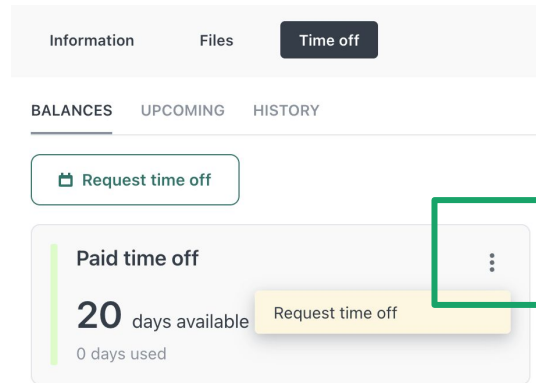 Information Files Time off
BALANCES UPCOMING HISTORY
Request time off
Paid time off
20 days available
Request time off
0 days used